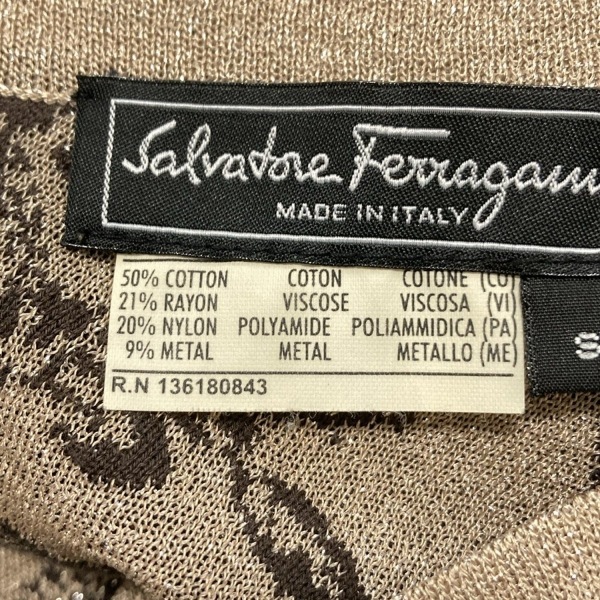 Salvatore Ferragam
MADE IN ITALY
S
50% COTTON COTON COTONE (CO)
21% RAYON VISCOSE VISCOSA (VI)
20% NYLON POLYAMIDE POLIAMMIDICA (PA)
9% METAL METAL METALLO (ME)
R.N 136180843